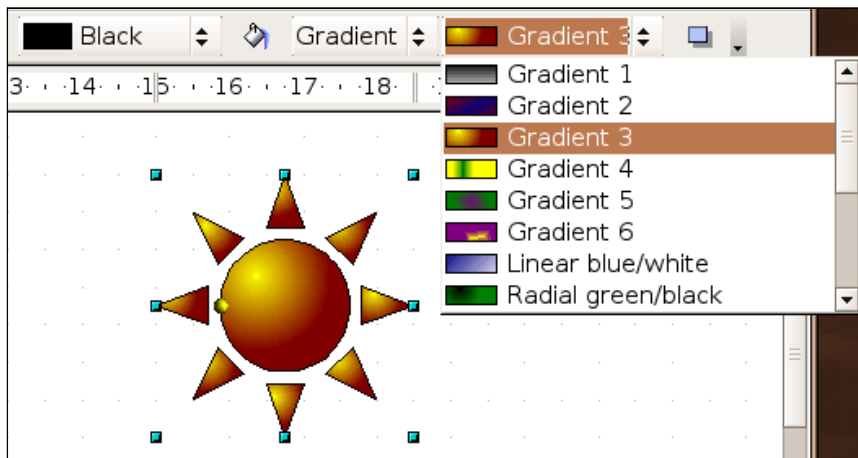 Black Gradient Gradient 3
3 14 15 16 17 18
Gradient 1
Gradient 2
Gradient 3
Gradient 4
Gradient 5
Gradient 6
Linear blue/white
Radial green/black